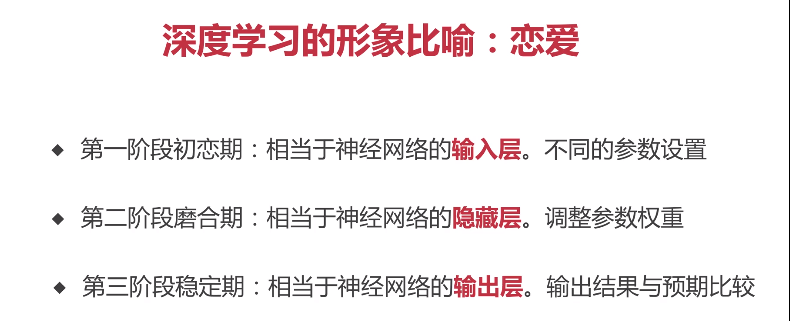 深度学习的形象比喻：恋爱
◆ 第一阶段初恋期：相当于神经网络的输入层。不同的参数设置
◆ 第二阶段磨合期：相当于神经网络的隐藏层。调整参数权重
◆ 第三阶段稳定期：相当于神经网络的输出层。输出结果与预期比较